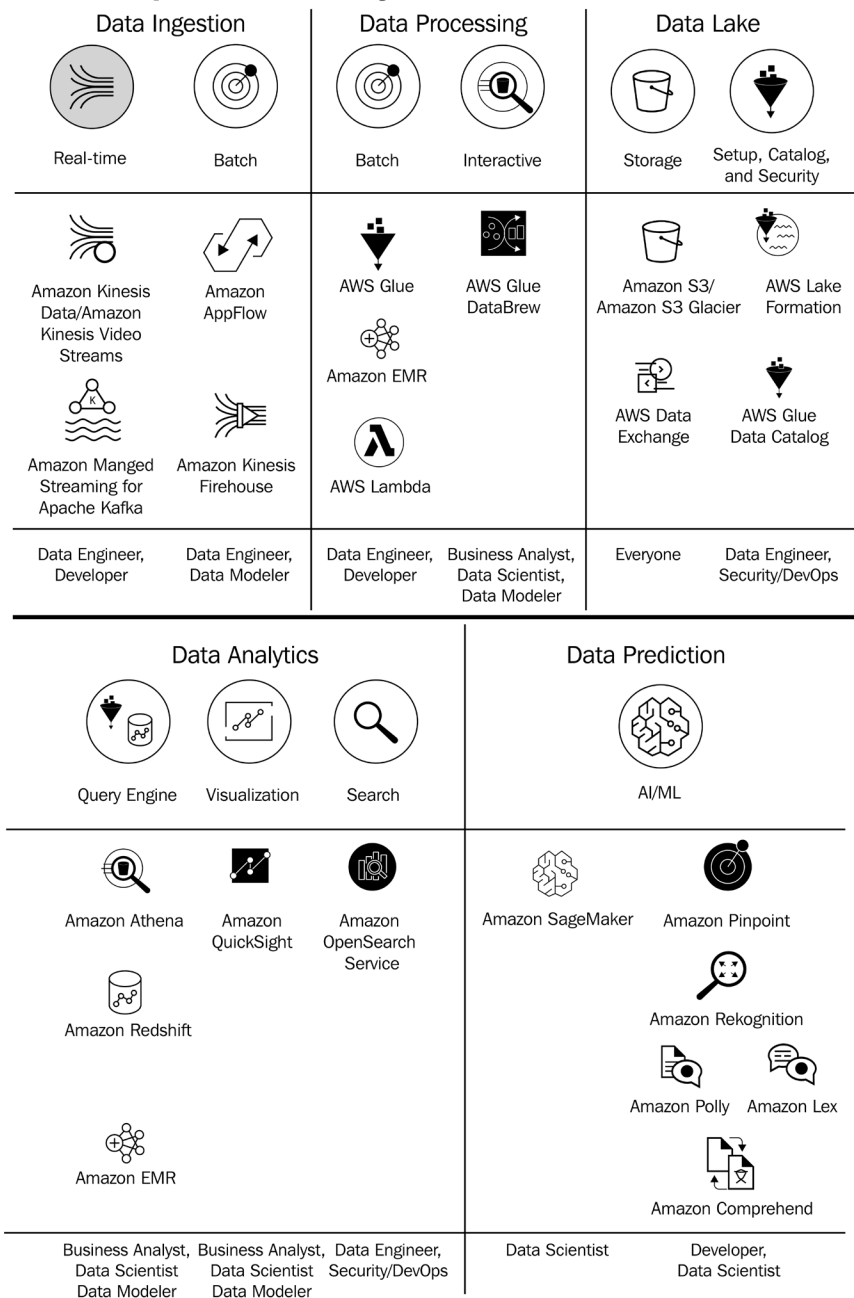 Data Ingestion
Data Processing
Data Lake
Real-time
Batch
Batch
Interactive
Storage
Setup, Catalog,
and Security
Amazon Kinesis
Data/Amazon
Kinesis Video
Streams
Amazon
AppFlow
AWS Glue
AWS Glue
DataBrew
Amazon S3/
Amazon S3 Glacier
AWS Lake
Formation
Amazon EMR
K
Amazon Manged
Streaming for
Apache Kafka
Amazon Kinesis
Firehouse
AWS Lambda
AWS Data
Exchange
AWS Glue
Data Catalog
Data Engineer,
Developer
Data Engineer,
Data Modeler
Data Engineer,
Developer
Business Analyst,
Data Scientist,
Data Modeler
Everyone
Data Engineer,
Security/DevOps
Data Analytics
Data Prediction
Query Engine
Visualization
Search
AI/ML
Amazon Athena
Amazon
QuickSight
Amazon
OpenSearch
Service
Amazon SageMaker
Amazon Pinpoint
Amazon Redshift
Amazon Rekognition
Amazon Polly
Amazon Lex
Amazon EMR
Amazon Comprehend
Business Analyst,
Data Scientist
Data Modeler
Business Analyst,
Data Scientist
Data Modeler
Data Engineer,
Security/DevOps
Data Scientist
Developer,
Data Scientist